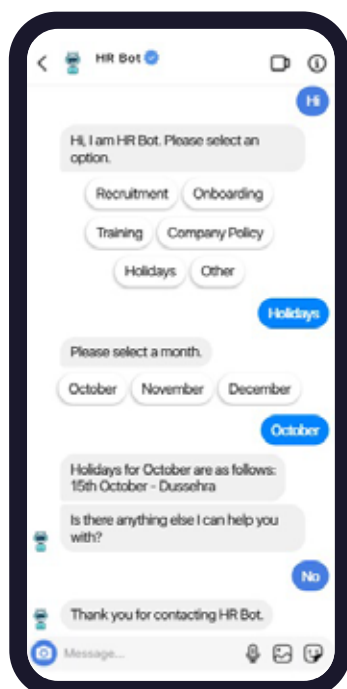 HR Bot
Hi
Hi, I am HR Bot. Please select an
option.
Recruitment Onboarding
Training Company Policy
Holidays Other
Holidays
Please select a month.
October November December
October
Holidays for October are as follows:
15th October - Dussehra
Is there anything else I can help you
with?
No
Thank you for contacting HR Bot.
Message...